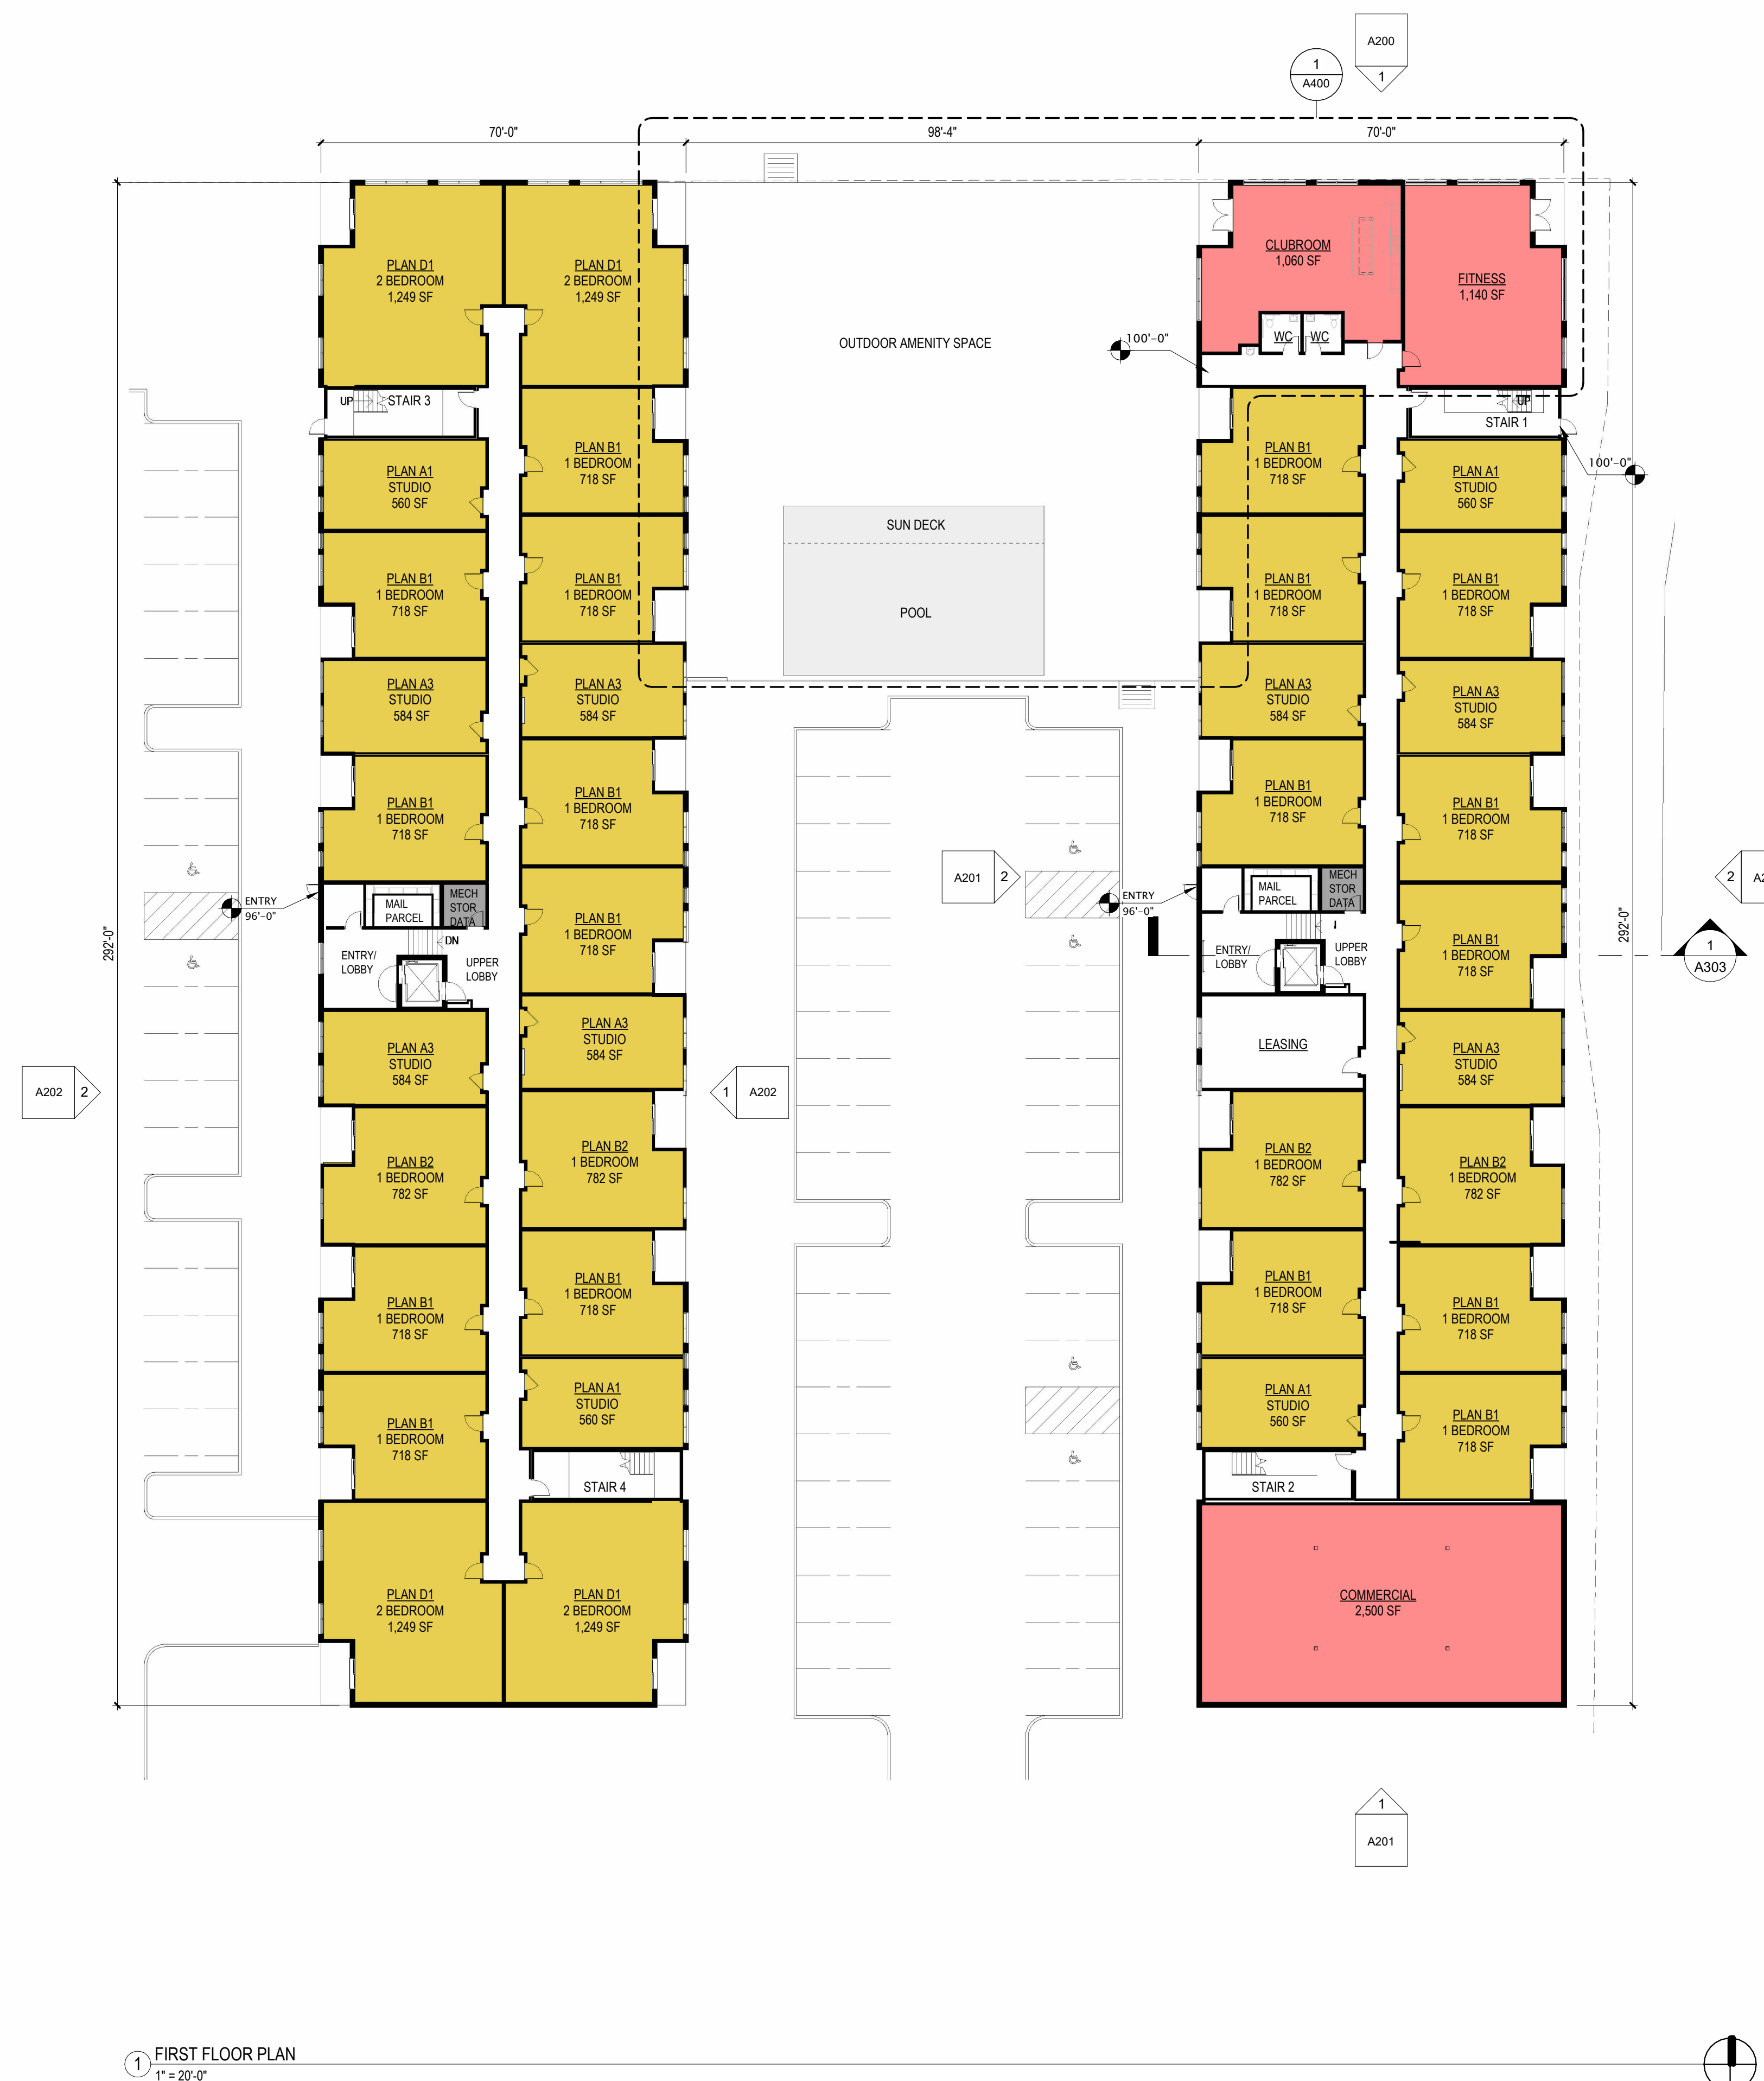 A200
1
1
A400
70'-0"
98'-4"
70'-0"
PLAN D1
2 BEDROOM
1,249 SF
PLAN D1
2 BEDROOM
1,249 SF
CLUBROOM
1,060 SF
FITNESS
1,140 SF
WC
WC
OUTDOOR AMENITY SPACE
100'-0"
UP
STAIR 3
UP
STAIR 1
100'-0"
PLAN A1
STUDIO
560 SF
PLAN B1
1 BEDROOM
718 SF
PLAN B1
1 BEDROOM
718 SF
PLAN A1
STUDIO
560 SF
SUN DECK
POOL
PLAN B1
1 BEDROOM
718 SF
PLAN B1
1 BEDROOM
718 SF
PLAN B1
1 BEDROOM
718 SF
PLAN B1
1 BEDROOM
718 SF
PLAN A3
STUDIO
584 SF
PLAN A3
STUDIO
584 SF
PLAN A3
STUDIO
584 SF
PLAN A3
STUDIO
584 SF
PLAN B1
1 BEDROOM
718 SF
PLAN B1
1 BEDROOM
718 SF
PLAN B1
1 BEDROOM
718 SF
PLAN B1
1 BEDROOM
718 SF
A201
2
2
ENTRY
96'-0"
MAIL
PARCEL
MECH
STOR
DATA
ENTRY
96'-0"
MAIL
PARCEL
MECH
STOR
DATA
292'-0"
292'-0"
DN
ENTRY/
LOBBY
UPPER
LOBBY
PLAN B1
1 BEDROOM
718 SF
ENTRY/
LOBBY
UPPER
LOBBY
PLAN B1
1 BEDROOM
718 SF
1
A303
PLAN A3
STUDIO
584 SF
PLAN A3
STUDIO
584 SF
LEASING
PLAN A3
STUDIO
584 SF
A202
2
1
A202
PLAN B2
1 BEDROOM
782 SF
PLAN B2
1 BEDROOM
782 SF
PLAN B2
1 BEDROOM
782 SF
PLAN B2
1 BEDROOM
782 SF
PLAN B1
1 BEDROOM
718 SF
PLAN B1
1 BEDROOM
718 SF
PLAN B1
1 BEDROOM
718 SF
PLAN B1
1 BEDROOM
718 SF
PLAN B1
1 BEDROOM
718 SF
PLAN A1
STUDIO
560 SF
PLAN A1
STUDIO
560 SF
PLAN B1
1 BEDROOM
718 SF
STAIR 4
STAIR 2
PLAN D1
2 BEDROOM
1,249 SF
PLAN D1
2 BEDROOM
1,249 SF
COMMERCIAL
2,500 SF
1
A201
1
FIRST FLOOR PLAN
1" = 20'-0"